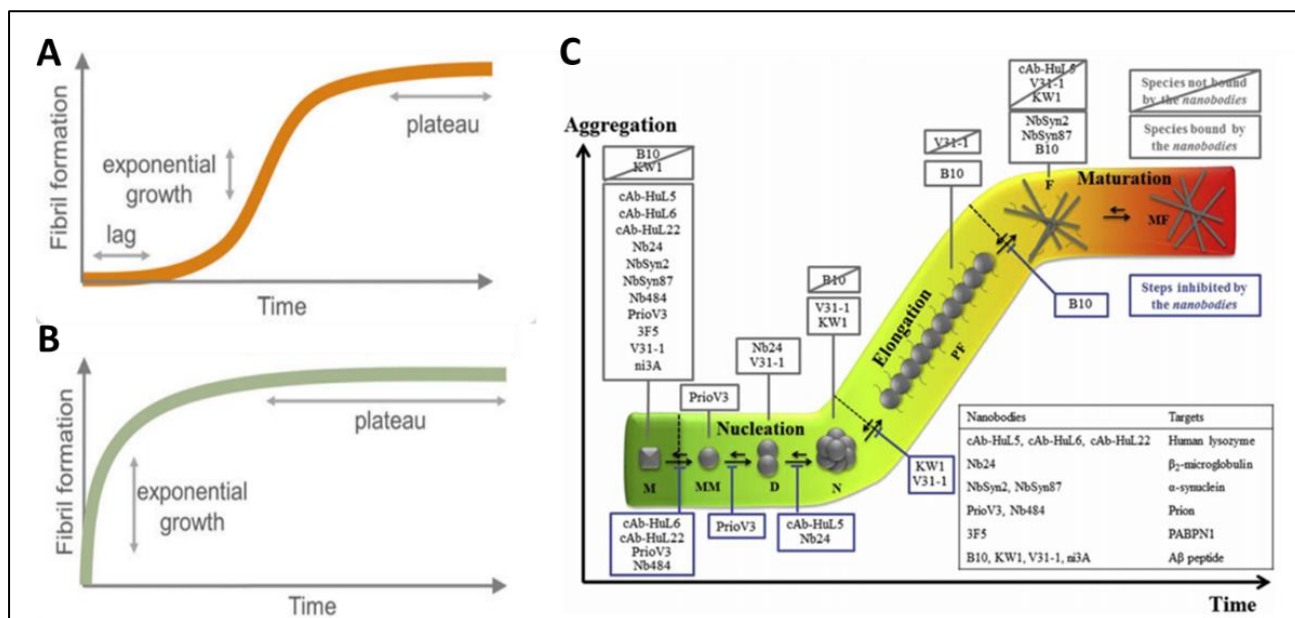 A
Fibril formation
lag
exponential
growth
plateau
Time
B
Fibril formation
exponential
growth
plateau
Time
C
Aggregation
B10
KW1
cAb-HuL5
cAb-HuL6
cAb-HuL22
Nb24
NbSyn2
NbSyn87
Nb484
PrioV3
3F5
V31-1
ni3A
PrioV3
Nb24
V31-1
B10
V31-1
KW1
V31-1
B10
cAb-HuL5
V31-1
KW1
NbSyn2
NbSyn87
B10
Species not bound
by the nanobodies
Species bound by
the nanobodies
F
Maturation
MF
Elongation
PF
Nucleation
M
MM
D
N
B10
Steps inhibited by
the nanobodies
KW1
V31-1
cAb-HuL6
cAb-HuL22
PrioV3
Nb484
PrioV3
cAb-HuL5
Nb24
Nanobodies Targets
cAb-HuL5, cAb-HuL6, cAb-HuL22 Human lysozyme
Nb24 β2-microglobulin
NbSyn2, NbSyn87 α-synuclein
PrioV3, Nb484 Prion
3F5 PABPN1
B10, KW1, V31-1, ni3A Aβ peptide
Time